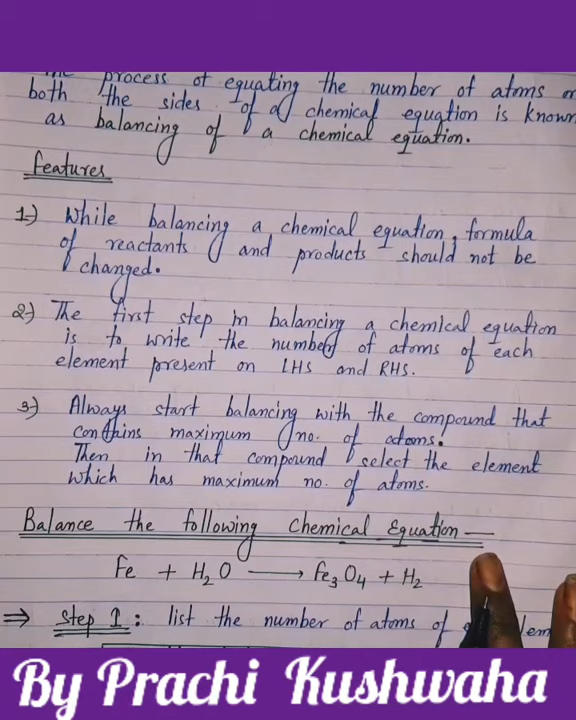 process of equating the number of atoms on
both the sides of a chemical equation is known
as balancing of a chemical equation.
Features
1) While balancing a chemical equation, formula
of reactants and products should not be
changed.
2) The first step in balancing a chemical equation
is to write the number of atoms of each
element present on LHS and RHS.
3) Always start balancing with the compound that
conthins maximum no. of adoms.
Then in that compound select the element
which has maximum no. of atoms.
Balance the following Chemical Equation—
Fe + H₂O ⟶ Fe₃O₄ + H₂
⇒ Step 1: list the number of atoms of
By Prachi Kushwaha